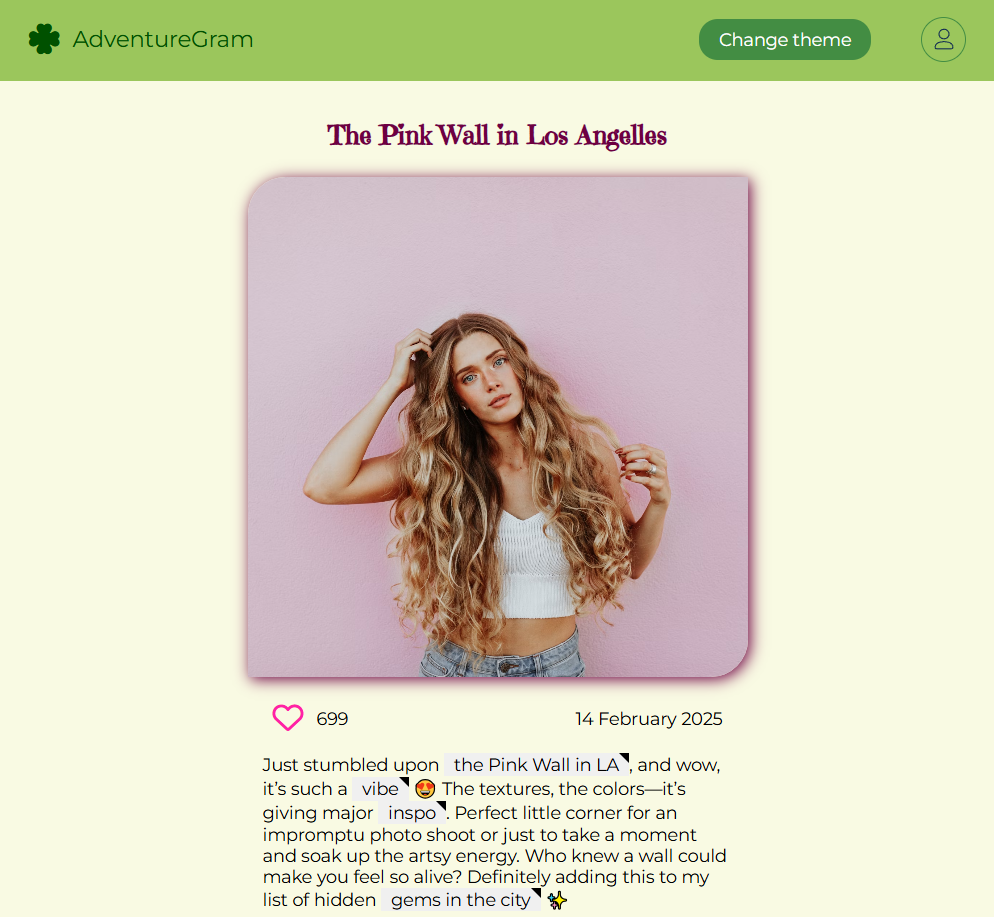 AdventureGram
Change theme
The Pink Wall in Los Angelles
699
14 February 2025
Just stumbled upon the Pink Wall in LA, and wow,
it’s such a vibe 😍 The textures, the colors—it’s
giving major inspo. Perfect little corner for an
impromptu photo shoot or just to take a moment
and soak up the artsy energy. Who knew a wall could
make you feel so alive? Definitely adding this to my
list of hidden gems in the city ✨